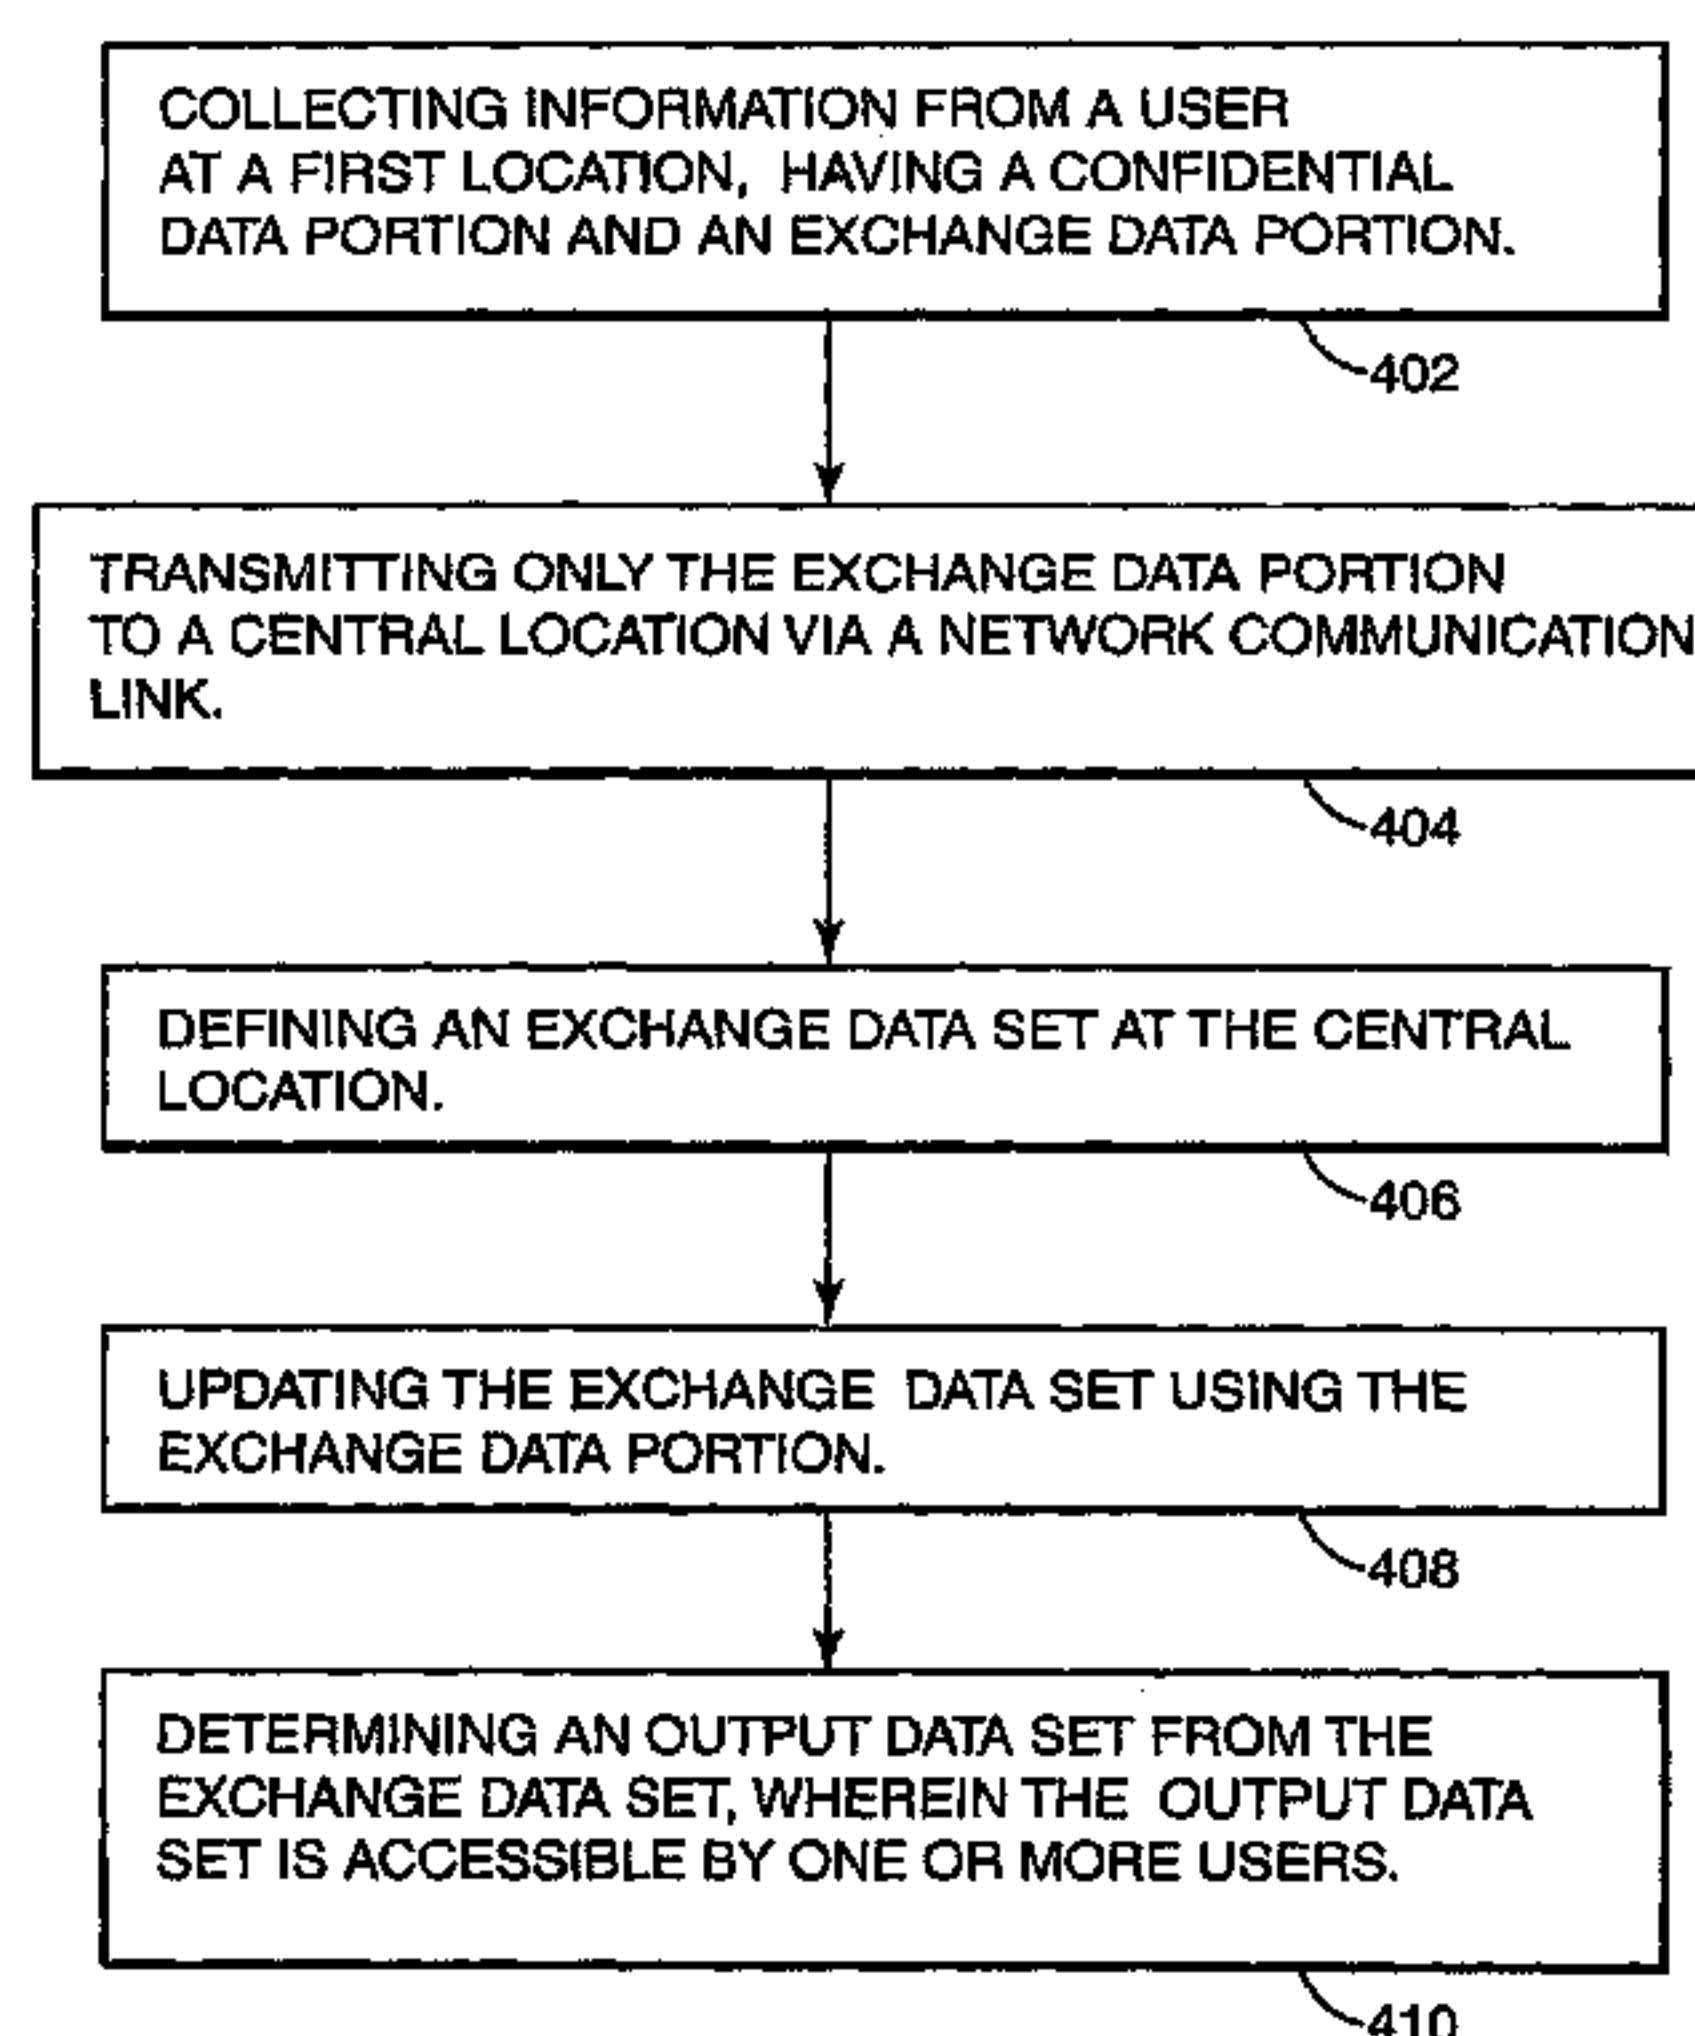 COLLECTING INFORMATION FROM A USER
AT A FIRST LOCATION, HAVING A CONFIDENTIAL
DATA PORTION AND AN EXCHANGE DATA PORTION.
402
TRANSMITTING ONLY THE EXCHANGE DATA PORTION
TO A CENTRAL LOCATION VIA A NETWORK COMMUNICATION
LINK.
404
DEFINING AN EXCHANGE DATA SET AT THE CENTRAL
LOCATION.
406
UPDATING THE EXCHANGE DATA SET USING THE
EXCHANGE DATA PORTION.
408
DETERMINING AN OUTPUT DATA SET FROM THE
EXCHANGE DATA SET, WHEREIN THE OUTPUT DATA
SET IS ACCESSIBLE BY ONE OR MORE USERS.
410